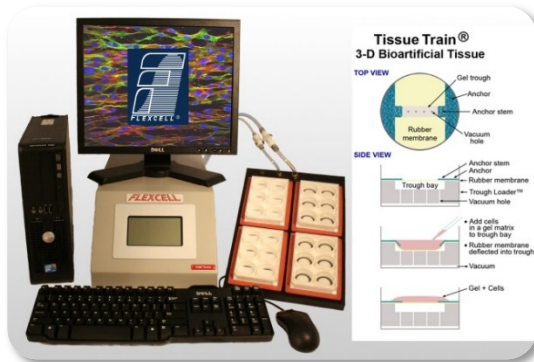 FLEXCELL
DELL
FLEXCELL
Tissue Train®
3-D Bioartificial Tissue
TOP VIEW
Gel trough
Anchor
Anchor stem
Vacuum
hole
Rubber
membrane
SIDE VIEW
Anchor stem
Anchor
Rubber membrane
Trough Loader™
Vacuum hole
Trough bay
Add cells
in a gel matrix
to trough bay
Rubber membrane
deflected into trough
Vacuum
Gel + Cells